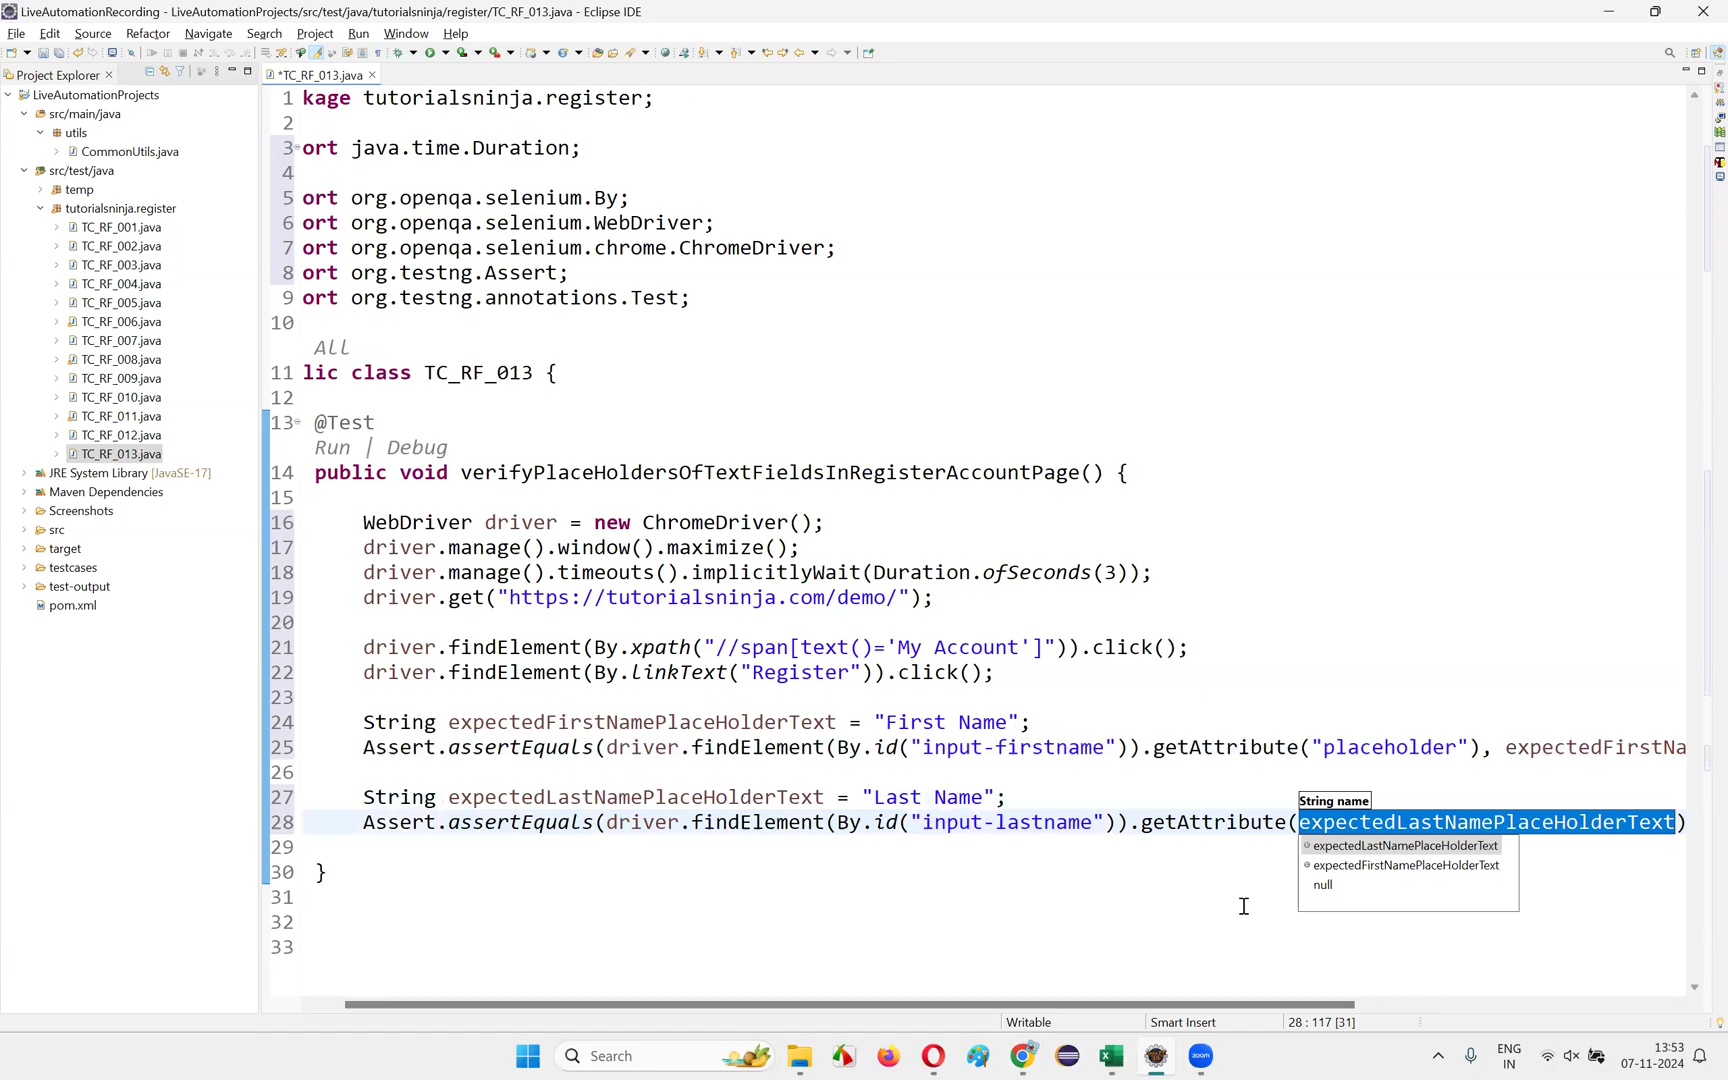 LiveAutomationRecording - LiveAutomationProjects/src/test/java/tutorialsninja/register/TC_RF_013.java - Eclipse IDE
File Edit Source Refactor Navigate Search Project Run Window Help
Project Explorer
*TC_RF_013.java
LiveAutomationProjects
src/main/java
utils
CommonUtils.java
src/test/java
temp
tutorialsninja.register
TC_RF_001.java
TC_RF_002.java
TC_RF_003.java
TC_RF_004.java
TC_RF_005.java
TC_RF_006.java
TC_RF_007.java
TC_RF_008.java
TC_RF_009.java
TC_RF_010.java
TC_RF_011.java
TC_RF_012.java
TC_RF_013.java
JRE System Library [JavaSE-17]
Maven Dependencies
Screenshots
src
target
testcases
test-output
pom.xml
1 kage tutorialsninja.register;
2
3 ort java.time.Duration;
4
5 ort org.openqa.selenium.By;
6 ort org.openqa.selenium.WebDriver;
7 ort org.openqa.selenium.chrome.ChromeDriver;
8 ort org.testng.Assert;
9 ort org.testng.annotations.Test;
10
All
11 lic class TC_RF_013 {
12
13 @Test
Run | Debug
14 public void verifyPlaceHoldersOfTextFieldsInRegisterAccountPage() {
15
16 WebDriver driver = new ChromeDriver();
17 driver.manage().window().maximize();
18 driver.manage().timeouts().implicitlyWait(Duration.ofSeconds(3));
19 driver.get("https://tutorialsninja.com/demo/");
20
21 driver.findElement(By.xpath("//span[text()='My Account']")).click();
22 driver.findElement(By.linkText("Register")).click();
23
24 String expectedFirstNamePlaceHolderText = "First Name";
25 Assert.assertEquals(driver.findElement(By.id("input-firstname")).getAttribute("placeholder"), expectedFirstNa
26
27 String expectedLastNamePlaceHolderText = "Last Name";
28 Assert.assertEquals(driver.findElement(By.id("input-lastname")).getAttribute(expectedLastNamePlaceHolderText)
29
30 }
31
32
33
String name
expectedLastNamePlaceHolderText
expectedFirstNamePlaceHolderText
null
Writable
Smart Insert
28 : 117 [31]
Search
zoom
ENG
IN
13:53
07-11-2024